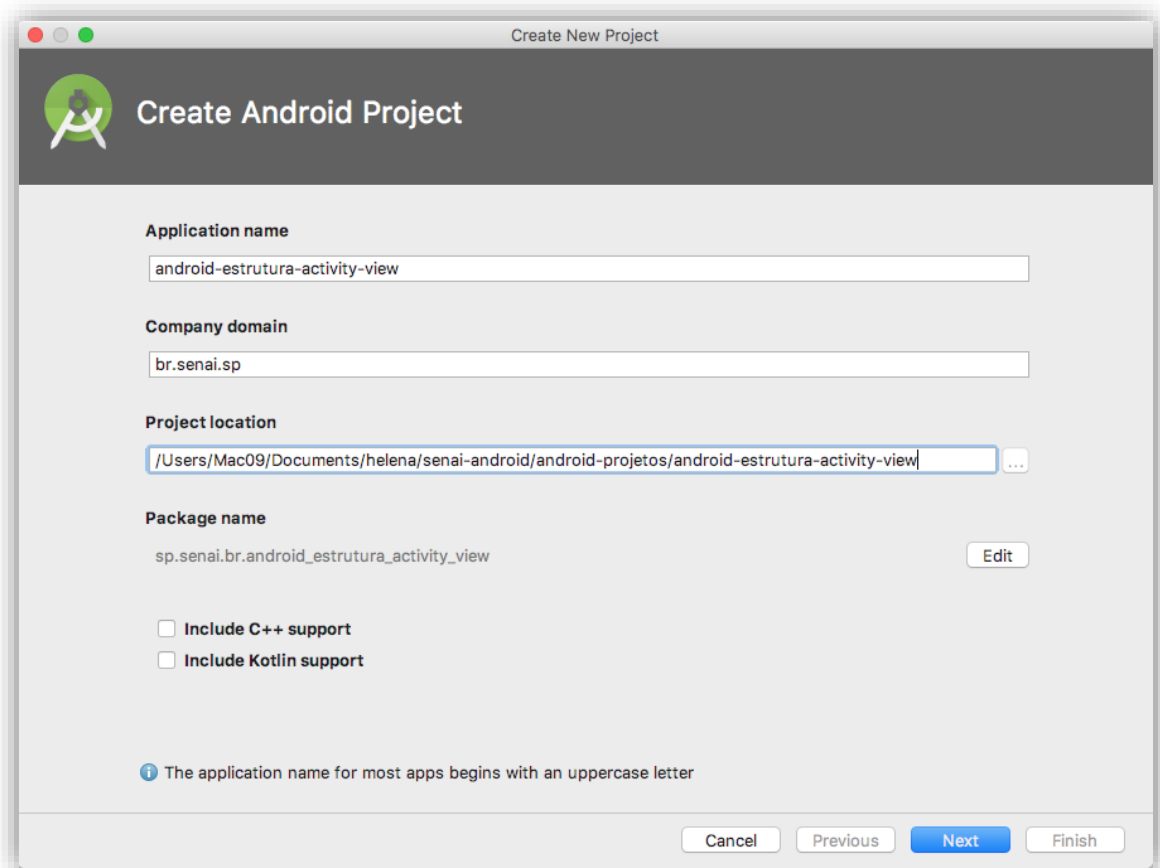 Create New Project
Create Android Project
Application name
android-estrutura-activity-view
Company domain
br.senai.sp
Project location
/Users/Mac09/Documents/helena/senai-android/android-projetos/android-estrutura-activity-view
...
Package name
sp.senai.br.android_estrutura_activity_view
Edit
Include C++ support
Include Kotlin support
The application name for most apps begins with an uppercase letter
Cancel Previous Next Finish